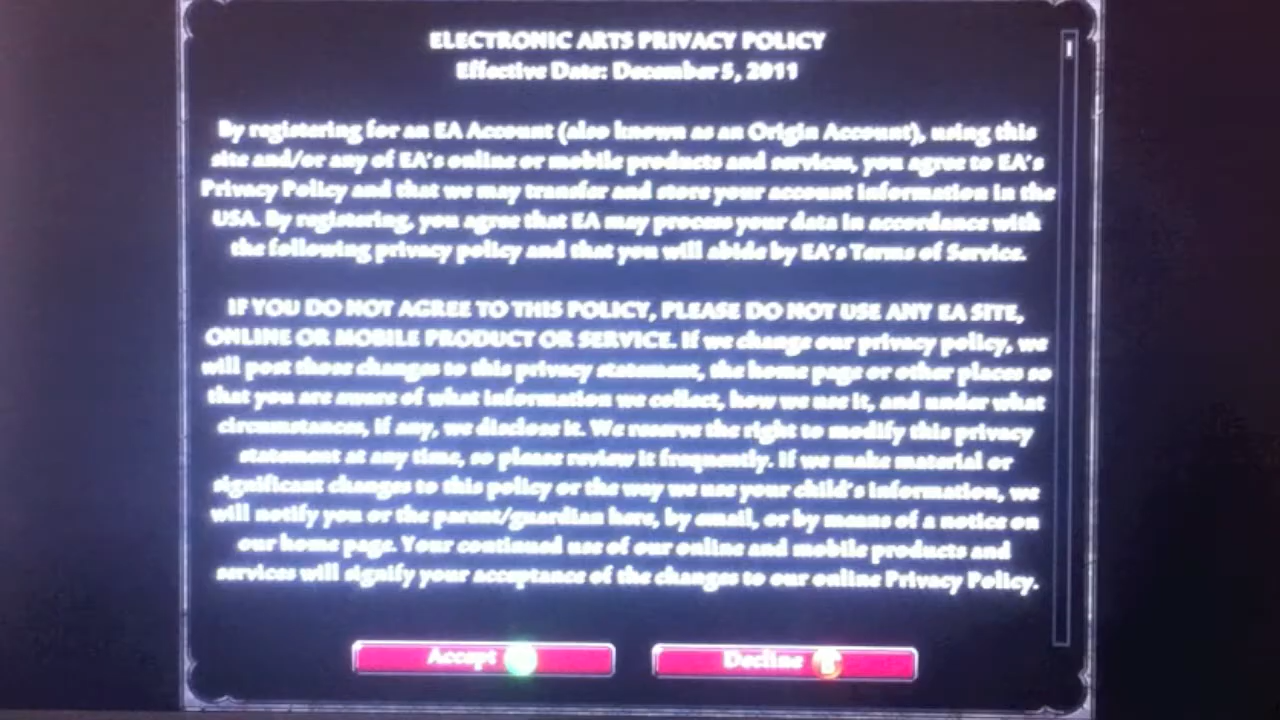 ELECTRONIC ARTS PRIVACY POLICY
Effective Date: December 5, 2011
By registering for an EA Account (also known as an Origin Account), using this
site and/or any of EA's online or mobile products and services, you agree to EA's
Privacy Policy and that we may transfer and store your account information in the
USA. By registering, you agree that EA may process your data in accordance with
the following privacy policy and that you will abide by EA's Terms of Service.
IF YOU DO NOT AGREE TO THIS POLICY, PLEASE DO NOT USE ANY EA SITE,
ONLINE OR MOBILE PRODUCT OR SERVICE. If we change our privacy policy, we
will post those changes to this privacy statement, the home page or other places so
that you are aware of what information we collect, how we use it, and under what
circumstances, if any, we disclose it. We reserve the right to modify this privacy
statement at any time, so please review it frequently. If we make material or
significant changes to this policy or the way we use your child's information, we
will notify you or the parent/guardian here, by email, or by means of a notice on
our home page. Your continued use of our online and mobile products and
services will signify your acceptance of the changes to our online Privacy Policy.
Accept
Decline B